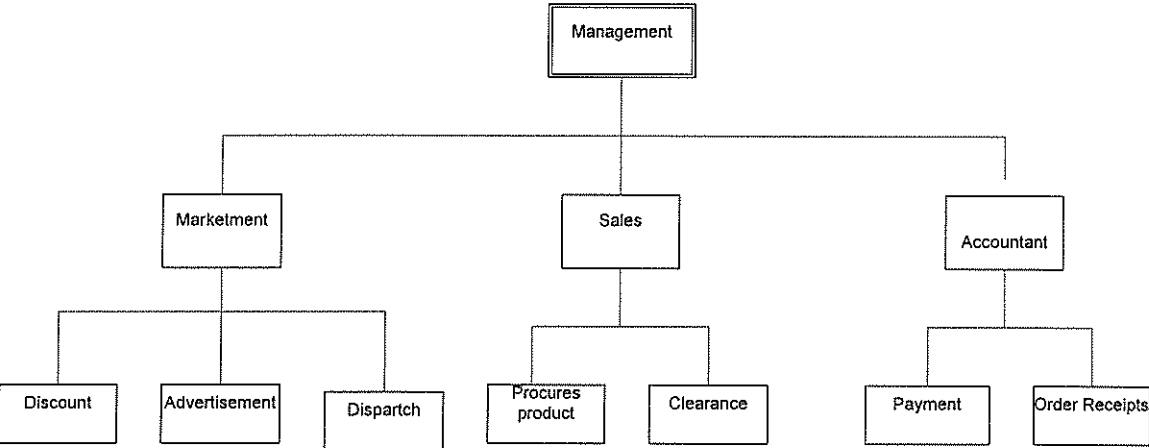 Management
Marketment
Sales
Accountant
Discount
Advertisement
Dispartch
Procures
product
Clearance
Payment
Order Receipts